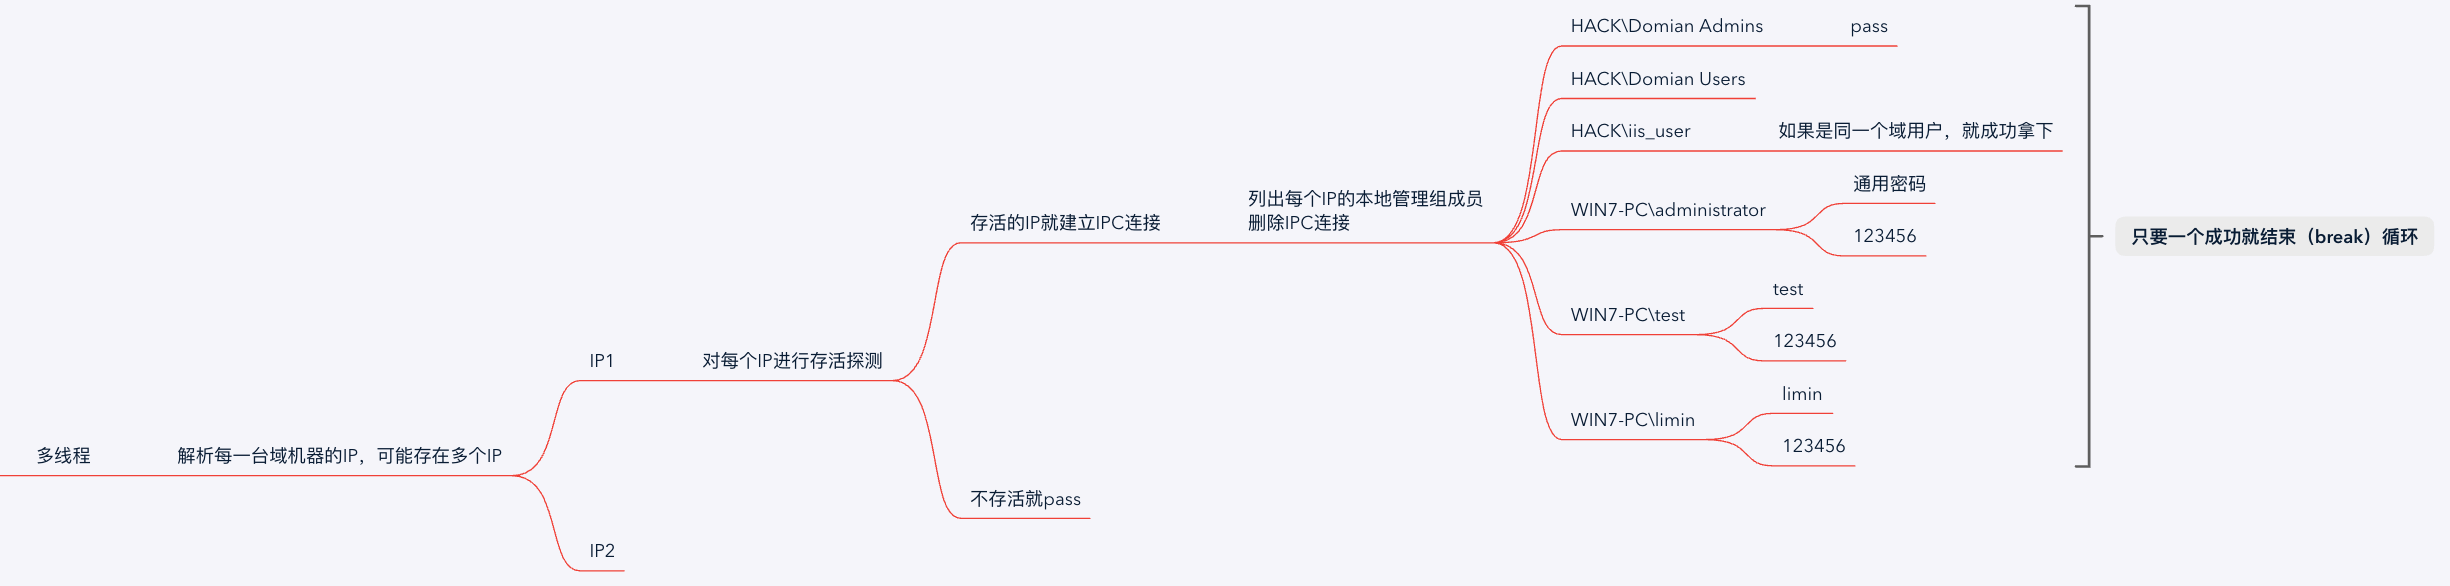 多线程
解析每一台域机器的IP，可能存在多个IP
IP1
对每个IP进行存活探测
存活的IP就建立IPC连接
列出每个IP的本地管理组成员
删除IPC连接
HACK\Domian Admins
pass
HACK\Domian Users
HACK\iis_user
如果是同一个域用户，就成功拿下
WIN7-PC\administrator
通用密码
123456
WIN7-PC\test
test
123456
WIN7-PC\limin
limin
123456
不存活就pass
IP2
只要一个成功就结束（break）循环